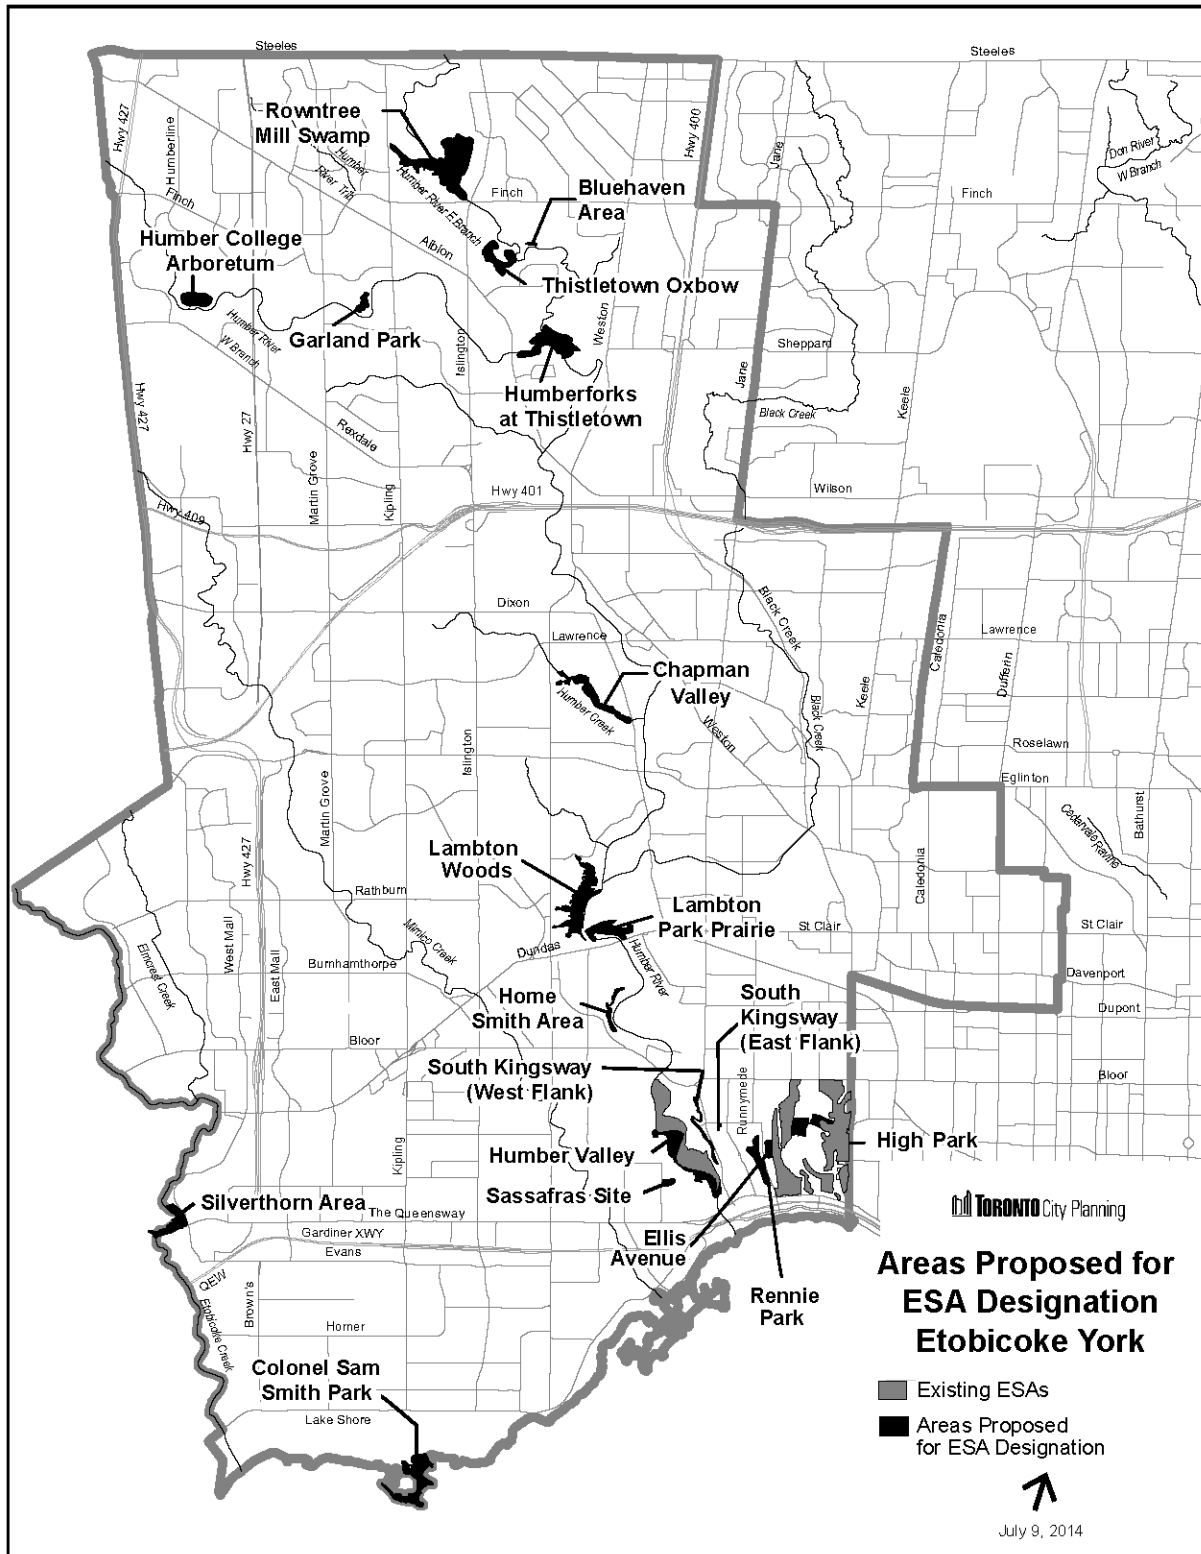 Steeles
Steeles
Rowntree
Mill Swamp
Hwy 427
Humberline
Hwy 400
Jane
Don River
W Branch
Humber
River Trib
Humber River E Branch
Finch
Finch
Finch
Bluehaven
Area
Albion
Humber College
Arboretum
Thistletown Oxbow
Garland Park
Humber River
W Branch
Islington
Weston
Sheppard
Humberforks
at Thistletown
Jane
Keele
Black Creek
Hwy 427
Hwy 27
Rexdale
Martin Grove
Kipling
Hwy 401
Wilson
Hwy 409
Dixon
Lawrence
Black Creek
Caledonia
Lawrence
Dufferin
Chapman
Valley
Humber Creek
Weston
Black Creek
Keele
Islington
Roselawn
Eglinton
Martin Grove
Hwy 427
Bathurst
Cedarvale Ravine
Lambton
Woods
Caledonia
Rathburn
Lambton
Park Prairie
St Clair
St Clair
West Mall
Mimico Creek
Dundas
Elmcrest Creek
East Mall
Burnhamthorpe
Humber River
Davenport
Home
Smith Area
South
Kingsway
(East Flank)
Dupont
Bloor
South Kingsway
(West Flank)
Bloor
Runnymede
Kipling
Humber Valley
High Park
Sassafras Site
Silverthorn Area
The Queensway
Gardiner XWY
Evans
Ellis
Avenue
QEW
Etobicoke Creek
Brown's
Rennie
Park
Horner
Colonel Sam
Smith Park
Lake Shore
TORONTO City Planning
Areas Proposed for
ESA Designation
Etobicoke York
Existing ESAs
Areas Proposed
for ESA Designation
July 9, 2014